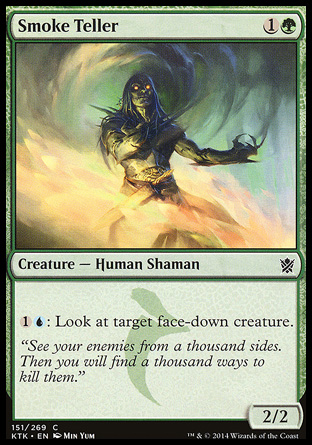 Smoke Teller 1
Creature — Human Shaman
1: Look at target face-down creature.
“See your enemies from a thousand sides.
Then you will find a thousand ways to
kill them.”
151/269 C
KTK • EN Min Yum
™ & © 2014 Wizards of the Coast
2/2